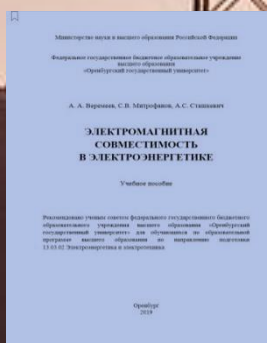 Министерство науки и высшего образования Российской Федерации
Федеральное государственное бюджетное образовательное учреждение
высшего образования
«Оренбургский государственный университет»
А. А. Веремеев, С.В. Митрофанов, А.С. Сташкевич
ЭЛЕКТРОМАГНИТНАЯ
СОВМЕСТИМОСТЬ
В ЭЛЕКТРОЭНЕРГЕТИКЕ
Учебное пособие
Рекомендовано ученым советом федерального государственного бюджетного
образовательного учреждения высшего образования «Оренбургский
государственный университет» для обучающихся по образовательной
программе высшего образования по направлению подготовки
13.03.02 Электроэнергетика и электротехника
Оренбург
2019